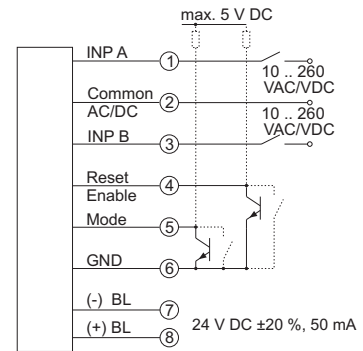 max. 5 V DC
INP A
1
10 .. 260
VAC/VDC
Common
AC/DC
2
10 .. 260
VAC/VDC
INP B
3
Reset
Enable
4
Mode
5
GND
6
(-) BL
7
(+) BL
8
24 V DC ±20 %, 50 mA